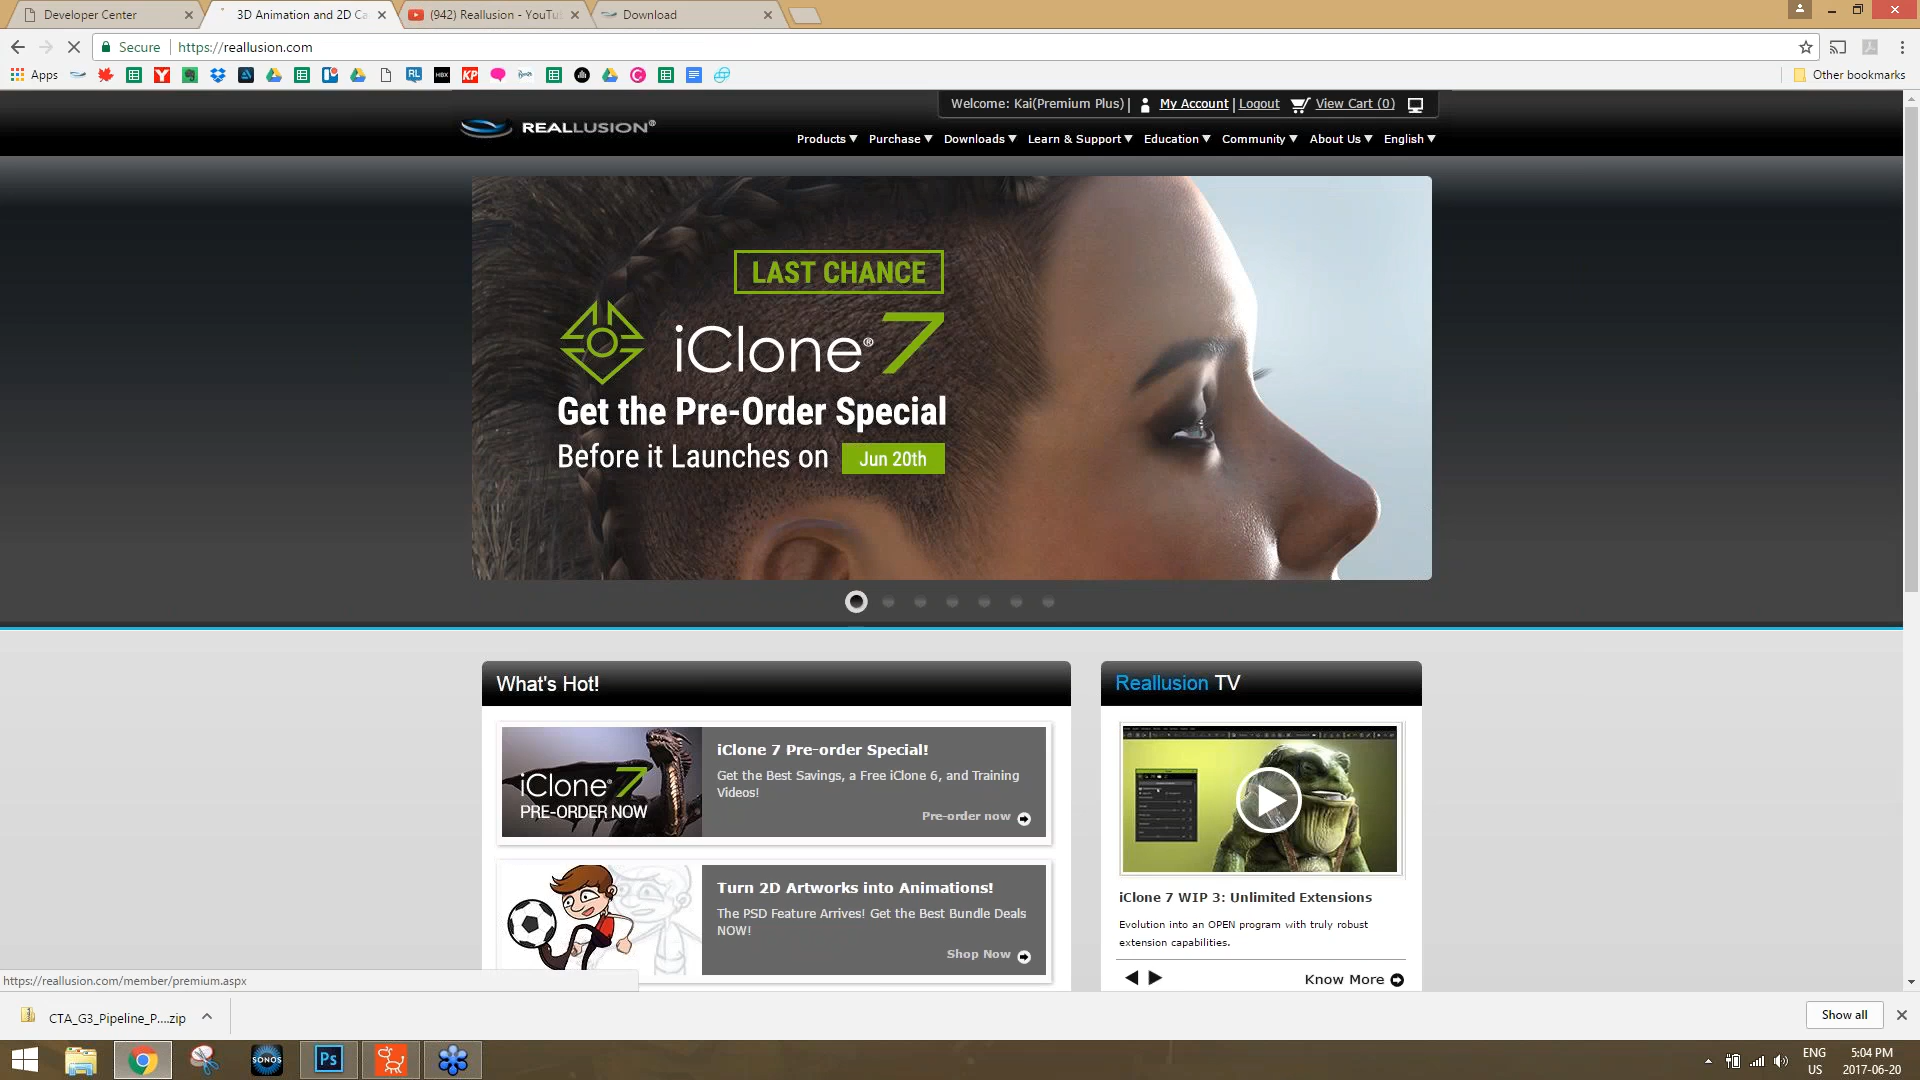 Developer Center
3D Animation and 2D Ca
(942) Reallusion - YouTu
Download
Secure
https://reallusion.com
Apps
Other bookmarks
Welcome: Kai(Premium Plus) |
My Account | Logout
View Cart (0)
REALLUSION®
Products
Purchase
Downloads
Learn & Support
Education
Community
About Us
English
LAST CHANCE
iClone® 7
Get the Pre-Order Special
Before it Launches on Jun 20th
What's Hot!
iClone® 7
PRE-ORDER NOW
iClone 7 Pre-order Special!
Get the Best Savings, a Free iClone 6, and Training
Videos!
Pre-order now
Turn 2D Artworks into Animations!
The PSD Feature Arrives! Get the Best Bundle Deals
NOW!
Shop Now
Reallusion TV
iClone 7 WIP 3: Unlimited Extensions
Evolution into an OPEN program with truly robust
extension capabilities.
Know More
https://reallusion.com/member/premium.aspx
CTA_G3_Pipeline_P....zip
Show all
SONOS
Ps
ENG
US
5:04 PM
2017-06-20